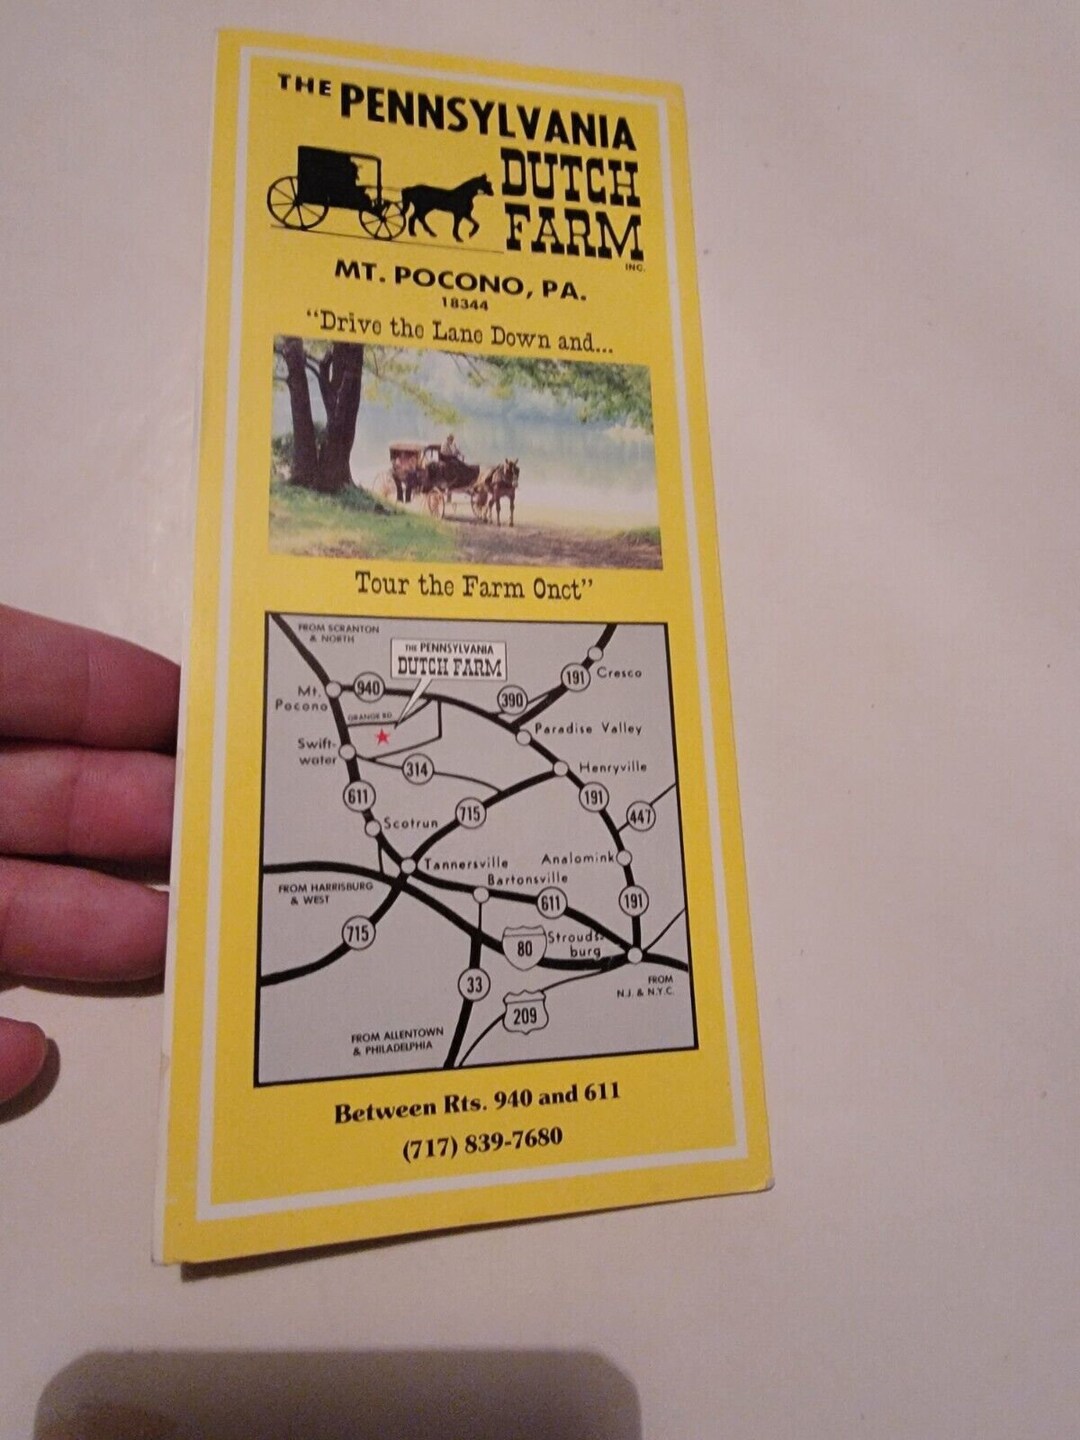 THE PENNSYLVANIA
DUTCH
FARM
INC.
MT. POCONO, PA.
18344
“Drive the Lane Down and...
Tour the Farm Onct”
FROM SCRANTON
& NORTH
THE PENNSYLVANIA
DUTCH FARM
Mt.
Pocono
940
GRANGE RD
390
191
Cresco
Paradise Valley
Swift-
water
314
Henryville
611
715
191
447
Scotrun
Tannersville
Analomink
Bartonsville
FROM HARRISBURG
& WEST
611
191
715
80
Strouds-
burg
33
FROM
N.J. & N.Y.C.
209
FROM ALLENTOWN
& PHILADELPHIA
Between Rts. 940 and 611
(717) 839-7680